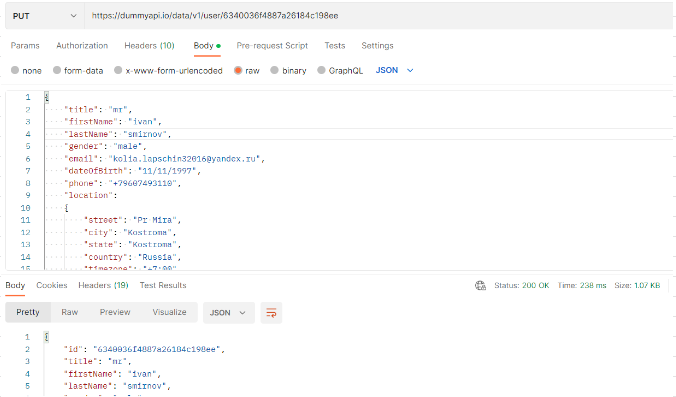 PUT https://dummyapi.io/data/v1/user/6340036f4887a26184c198ee
Params Authorization Headers (10) Body Pre-request Script Tests Settings
none form-data x-www-form-urlencoded raw binary GraphQL JSON
1 {
2 "title": "mr",
3 "firstName": "ivan",
4 "lastName": "smirnov",
5 "gender": "male",
6 "email": "kolia.lapschin32016@yandex.ru",
7 "dateOfBirth": "11/11/1997",
8 "phone": "+79607493110",
9 "location":
10 {
11 "street": "Pr Mira",
12 "city": "Kostroma",
13 "state": "Kostroma",
14 "country": "Russia",
15 "timezone": "+7:00"
Body Cookies Headers (19) Test Results Status: 200 OK Time: 238 ms Size: 1.07 KB
Pretty Raw Preview Visualize JSON
1 {
2 "id": "6340036f4887a26184c198ee",
3 "title": "mr",
4 "firstName": "ivan",
5 "lastName": "smirnov",